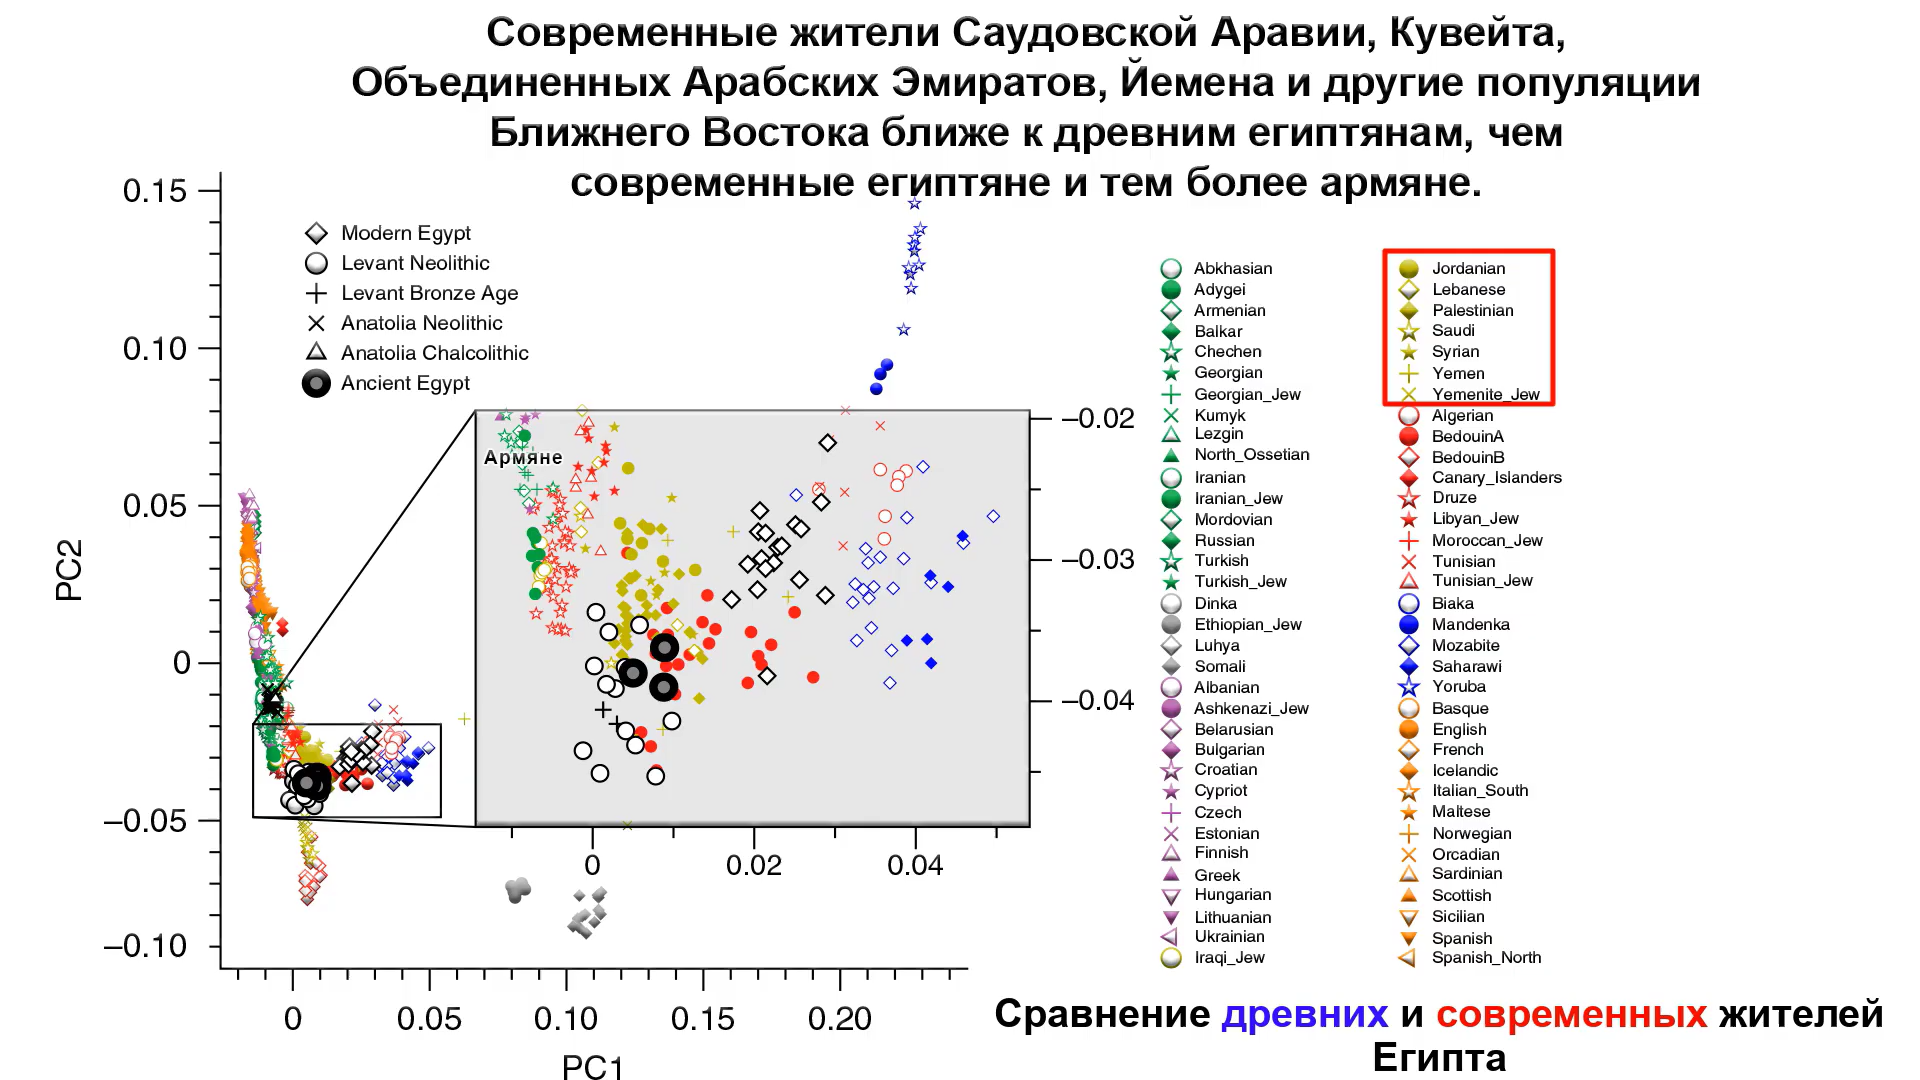 Современные жители Саудовской Аравии, Кувейта,
Объединенных Арабских Эмиратов, Йемена и другие популяции
Ближнего Востока ближе к древним египтянам, чем
современные египтяне и тем более армяне.
0.15
0.10
0.05
0
−0.05
−0.10
PC2
Modern Egypt
Levant Neolithic
Levant Bronze Age
Anatolia Neolithic
Anatolia Chalcolithic
Ancient Egypt
Армяне
−0.02
−0.03
−0.04
0
0.02
0.04
0
0.05
0.10
0.15
0.20
PC1
Abkhasian
Adygei
Armenian
Balkar
Chechen
Georgian
Georgian_Jew
Kumyk
Lezgin
North_Ossetian
Iranian
Iranian_Jew
Mordovian
Russian
Turkish
Turkish_Jew
Dinka
Ethiopian_Jew
Luhya
Somali
Albanian
Ashkenazi_Jew
Belarusian
Bulgarian
Croatian
Cypriot
Czech
Estonian
Finnish
Greek
Hungarian
Lithuanian
Ukrainian
Iraqi_Jew
Jordanian
Lebanese
Palestinian
Saudi
Syrian
Yemen
Yemenite_Jew
Algerian
BedouinA
BedouinB
Canary_Islanders
Druze
Libyan_Jew
Moroccan_Jew
Tunisian
Tunisian_Jew
Biaka
Mandenka
Mozabite
Saharawi
Yoruba
Basque
English
French
Icelandic
Italian_South
Maltese
Norwegian
Orcadian
Sardinian
Scottish
Sicilian
Spanish
Spanish_North
Сравнение древних и современных жителей
Египта